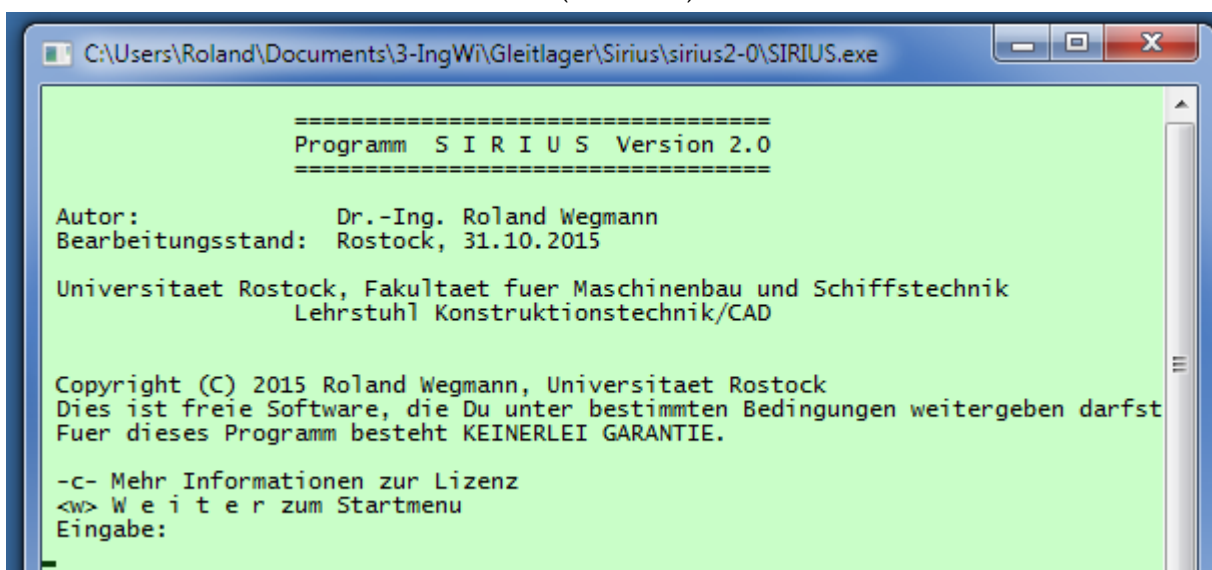 C:\Users\Roland\Documents\3-IngWi\Gleitlager\Sirius\sirius2-0\SIRIUS.exe
==================================
Programm S I R I U S Version 2.0
==================================
Autor: Dr.-Ing. Roland Wegmann
Bearbeitungsstand: Rostock, 31.10.2015
Universitaet Rostock, Fakultaet fuer Maschinenbau und Schiffstechnik
Lehrstuhl Konstruktionstechnik/CAD
Copyright (C) 2015 Roland Wegmann, Universitaet Rostock
Dies ist freie Software, die Du unter bestimmten Bedingungen weitergeben darfst
Fuer dieses Programm besteht KEINERLEI GARANTIE.
-c- Mehr Informationen zur Lizenz
<w> W e i t e r zum Startmenu
Eingabe: